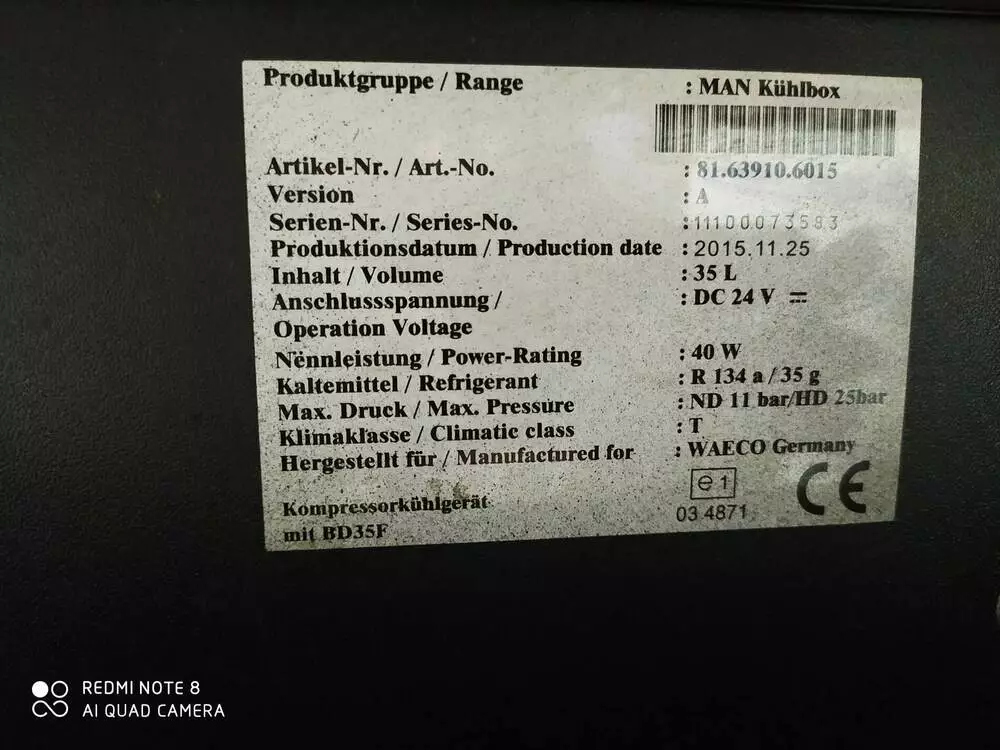 Produktgruppe / Range : MAN Kühlbox
Artikel-Nr. / Art.-No. : 81.63910.6015
Version : A
Serien-Nr. / Series-No. : 11100073583
Produktionsdatum / Production date : 2015.11.25
Inhalt / Volume : 35 L
Anschlussspannung / : DC 24 V ⎓
Operation Voltage
Nennleistung / Power-Rating : 40 W
Kaltemittel / Refrigerant : R 134 a / 35 g
Max. Druck / Max. Pressure : ND 11 bar/HD 25bar
Klimaklasse / Climatic class : T
Hergestellt für / Manufactured for : WAECO Germany
e1
CE
Kompressorkühlgerät
03 4871
mit BD35F
REDMI NOTE 8
AI QUAD CAMERA